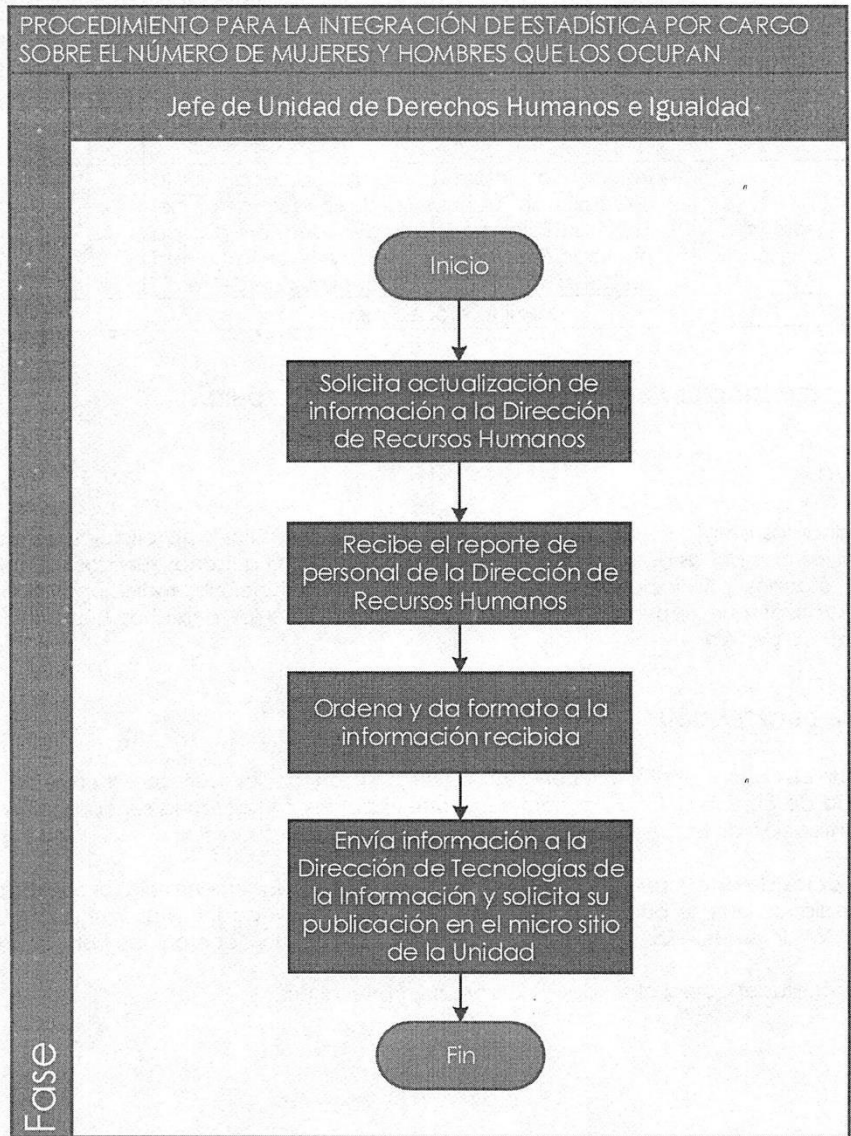 PROCEDIMIENTO PARA LA INTEGRACIÓN DE ESTADÍSTICA POR CARGO
SOBRE EL NÚMERO DE MUJERES Y HOMBRES QUE LOS OCUPAN
Jefe de Unidad de Derechos Humanos e Igualdad
Inicio
Solicita actualización de
información a la Dirección
de Recursos Humanos
Recibe el reporte de
personal de la Dirección de
Recursos Humanos
Ordena y da formato a la
información recibida
Envía información a la
Dirección de Tecnologías de
la Información y solicita su
publicación en el micro sitio
de la Unidad
Fin
Fase